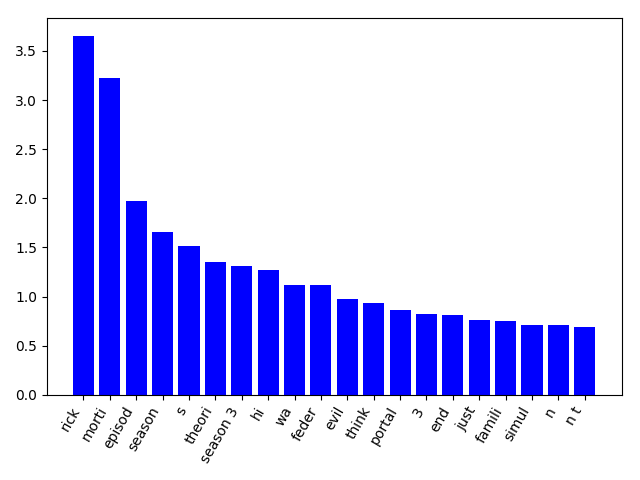 3.5
3.0
2.5
2.0
1.5
1.0
0.5
0.0
rick
morti
episod
season
s
theori
season 3
hi
wa
feder
evil
think
portal
3
end
just
famili
simul
n
n t